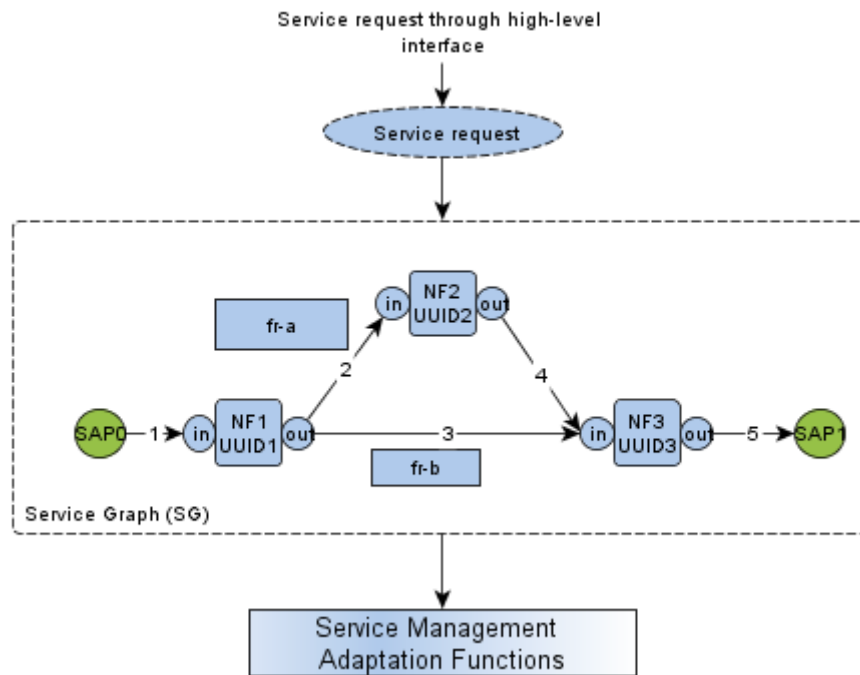 Service request through high-level
interface
Service request
in
NF2
UUID2
out
fr-a
2
4
SAP0
1
in
NF1
UUID1
out
3
in
NF3
UUID3
out
5
SAP1
fr-b
Service Graph (SG)
Service Management
Adaptation Functions